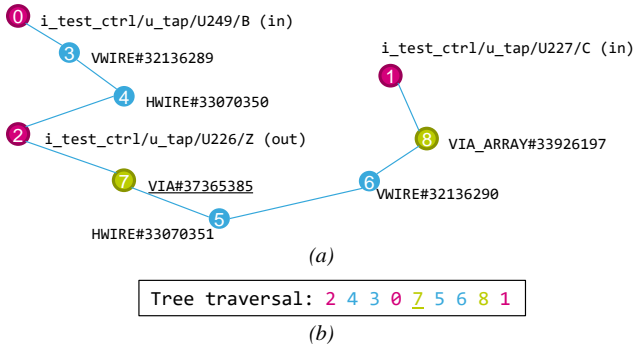 0 i_test_ctrl/u_tap/U249/B (in)
3 VWIRE#32136289
i_test_ctrl/u_tap/U227/C (in)
1
4 HWIRE#33070350
2 i_test_ctrl/u_tap/U226/Z (out)
8 VIA_ARRAY#33926197
7 VIA#37365385
6 VWIRE#32136290
5
HWIRE#33070351
(a)
Tree traversal: 2 4 3 0 7 5 6 8 1
(b)